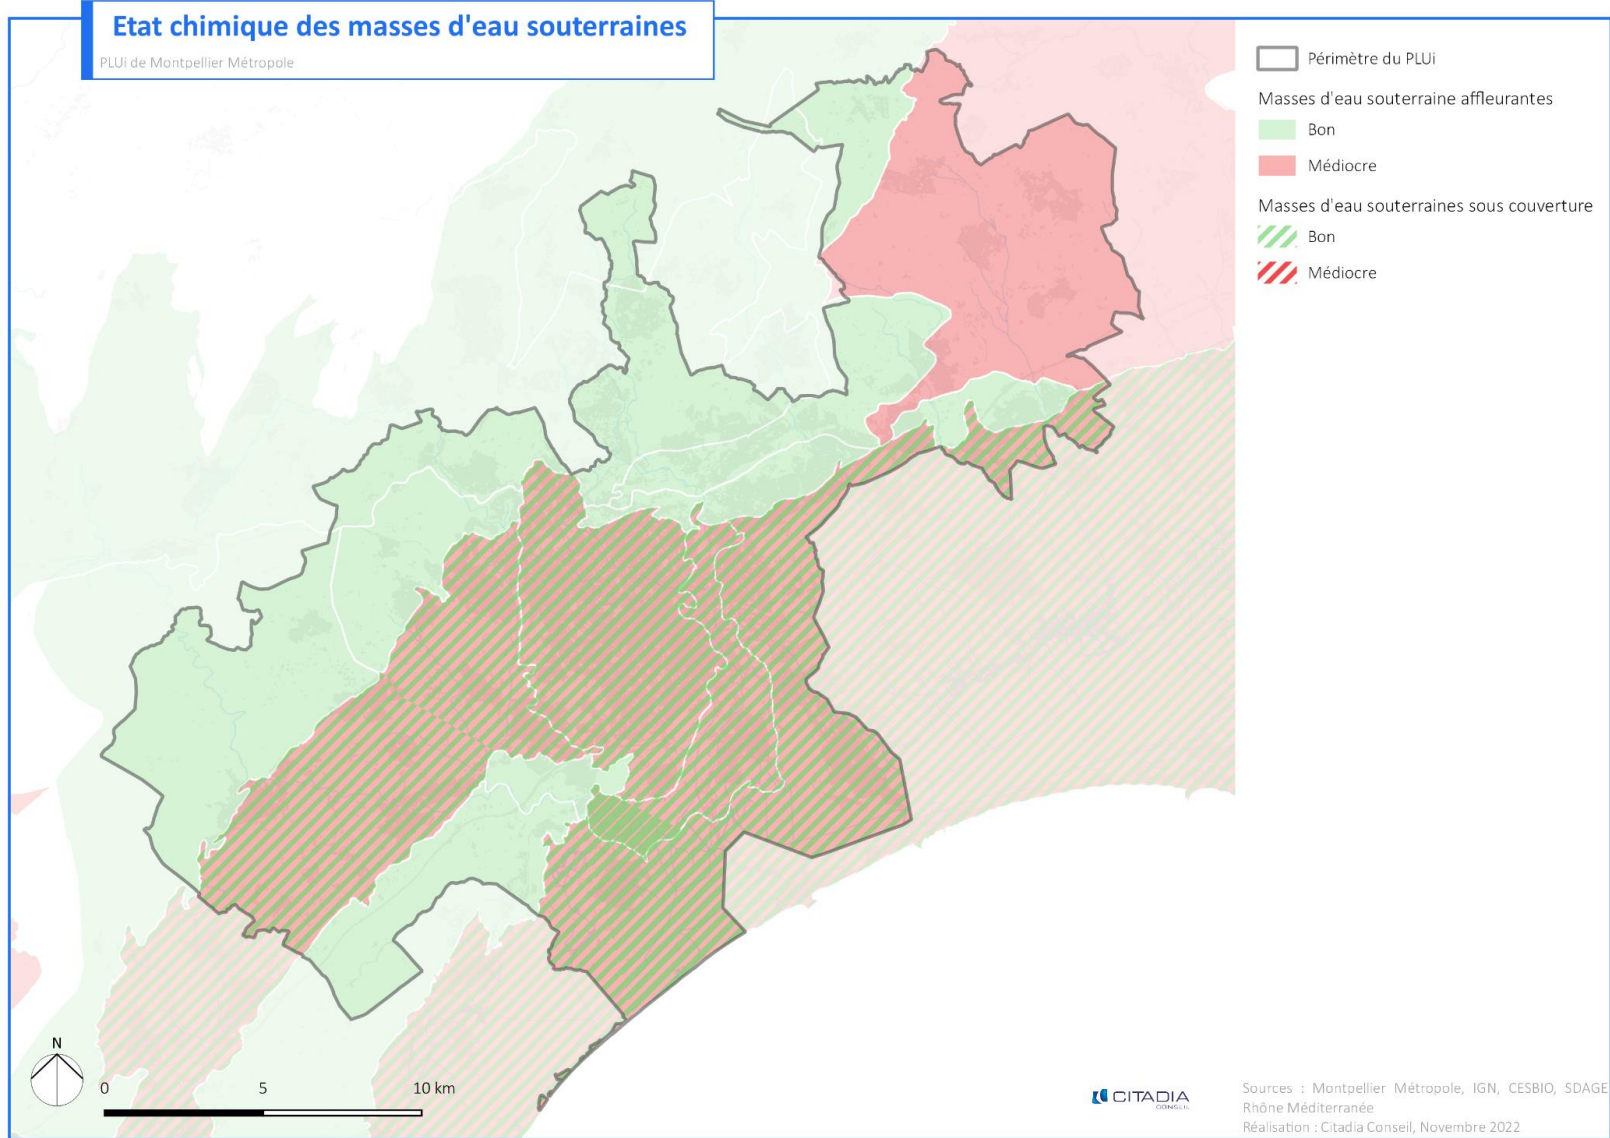 Etat chimique des masses d'eau souterraines
PLUi de Montpellier Métropole
Périmètre du PLUi
Masses d'eau souterraine affleurantes
Bon
Médiocre
Masses d'eau souterraines sous couverture
Bon
Médiocre
N
0 5 10 km
CITADIA
CONSEIL
Sources : Montpellier Métropole, IGN, CESBIO, SDAGE
Rhône Méditerranée
Réalisation : Citadia Conseil, Novembre 2022